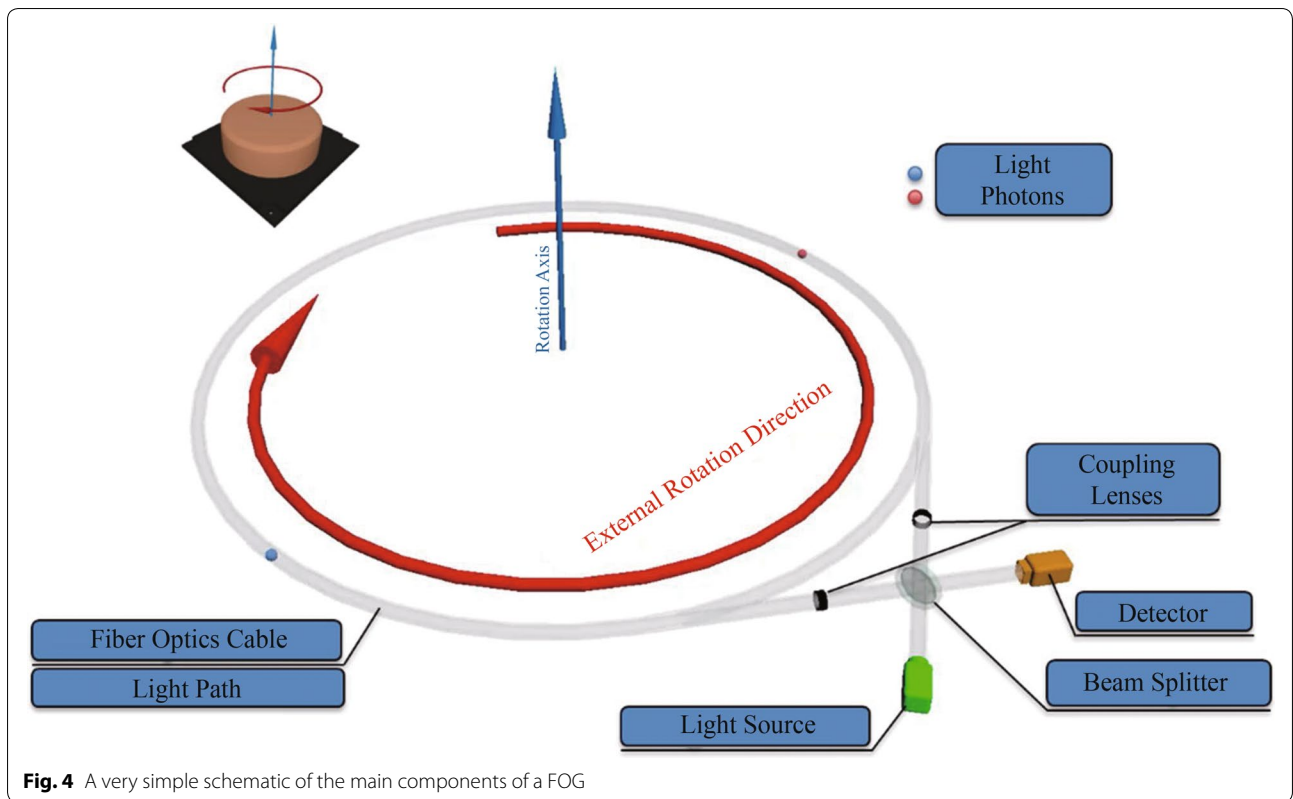 Light
Photons
Rotation Axis
External Rotation Direction
Coupling
Lenses
Detector
Fiber Optics Cable
Light Path
Beam Splitter
Light Source
Fig. 4 A very simple schematic of the main components of a FOG